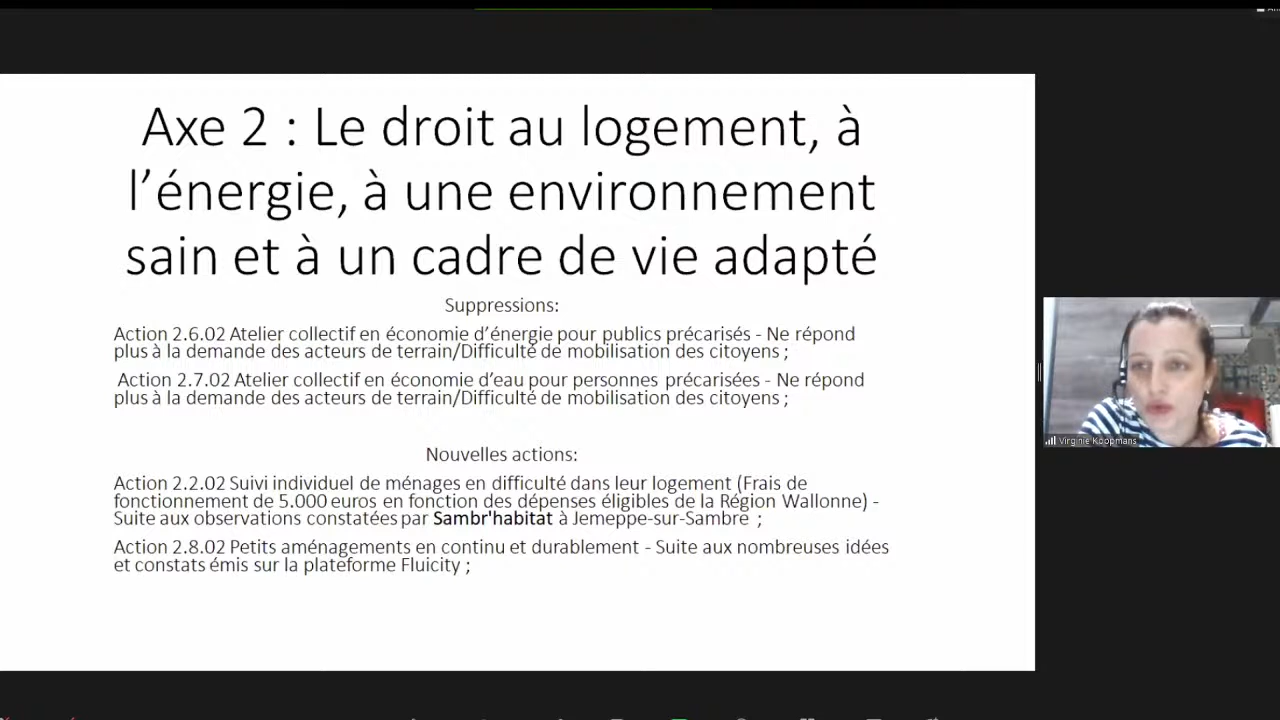 Axe 2 : Le droit au logement, à
l’énergie, à une environnement
sain et à un cadre de vie adapté
Suppressions:
Action 2.6.02 Atelier collectif en économie d’énergie pour publics précarisés - Ne répond
plus à la demande des acteurs de terrain/Difficulté de mobilisation des citoyens ;
Action 2.7.02 Atelier collectif en économie d’eau pour personnes précarisées - Ne répond
plus à la demande des acteurs de terrain/Difficulté de mobilisation des citoyens ;
Nouvelles actions:
Action 2.2.02 Suivi individuel de ménages en difficulté dans leur logement (Frais de
fonctionnement de 5.000 euros en fonction des dépenses éligibles de la Région Wallonne) -
Suite aux observations constatées par Sambr'habitat à Jemeppe-sur-Sambre ;
Action 2.8.02 Petits aménagements en continu et durablement - Suite aux nombreuses idées
et constats émis sur la plateforme Fluicity ;
Virginie Koopmans